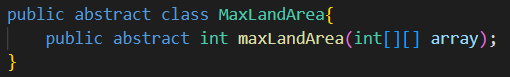 public abstract class MaxLandArea{
    public abstract int maxLandArea(int[][] array);
}